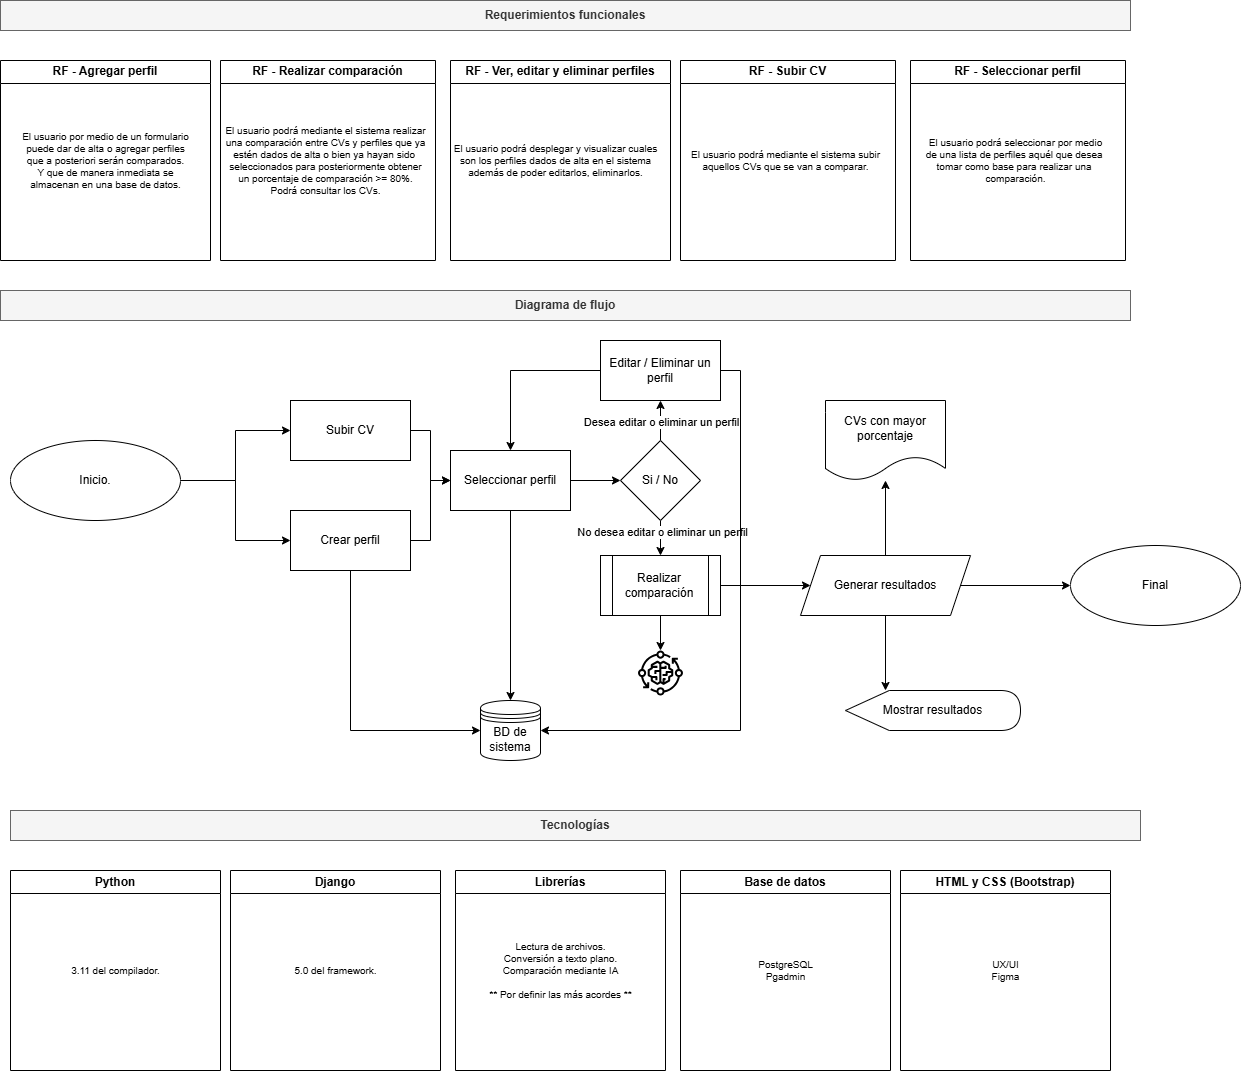 Requerimientos funcionales
RF - Agregar perfil
El usuario por medio de un formulario
puede dar de alta o agregar perfiles
que a posteriori serán comparados.
Y que de manera inmediata se
almacenan en una base de datos.
RF - Realizar comparación
El usuario podrá mediante el sistema realizar
una comparación entre CVs y perfiles que ya
estén dados de alta o bien ya hayan sido
seleccionados para posteriormente obtener
un porcentaje de comparación >= 80%.
Podrá consultar los CVs.
RF - Ver, editar y eliminar perfiles
El usuario podrá desplegar y visualizar cuales
son los perfiles dados de alta en el sistema
además de poder editarlos, eliminarlos.
RF - Subir CV
El usuario podrá mediante el sistema subir
aquellos CVs que se van a comparar.
RF - Seleccionar perfil
El usuario podrá seleccionar por medio
de una lista de perfiles aquél que desea
tomar como base para realizar una
comparación.
Diagrama de flujo
Inicio.
Subir CV
Crear perfil
Seleccionar perfil
Editar / Eliminar un
perfil
Desea editar o eliminar un perfil
Si / No
No desea editar o eliminar un perfil
Realizar
comparación
BD de
sistema
CVs con mayor
porcentaje
Generar resultados
Mostrar resultados
Final
Tecnologías
Python
3.11 del compilador.
Django
5.0 del framework.
Librerías
Lectura de archivos.
Conversión a texto plano.
Comparación mediante IA
** Por definir las más acordes **
Base de datos
PostgreSQL
Pgadmin
HTML y CSS (Bootstrap)
UX/UI
Figma